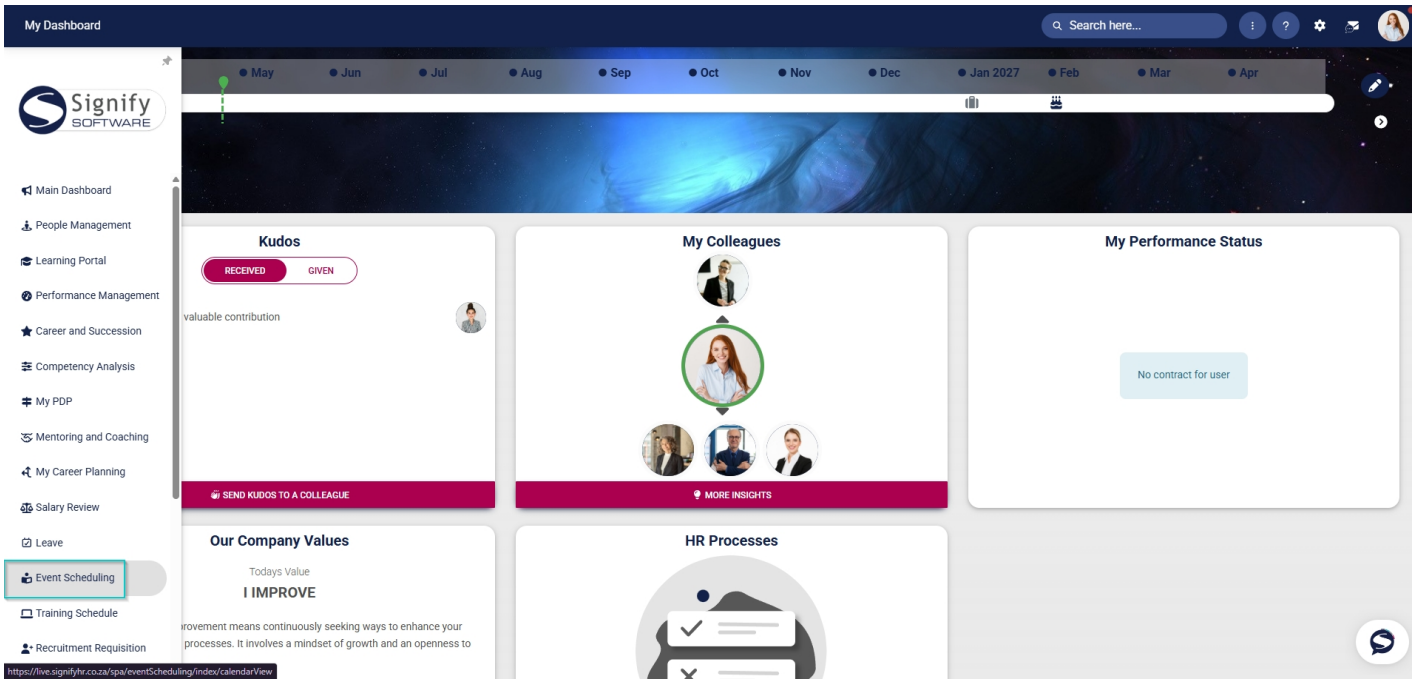 My Dashboard
Search here...
?
Signify
SOFTWARE
May
Jun
Jul
Aug
Sep
Oct
Nov
Dec
Jan 2027
Feb
Mar
Apr
Main Dashboard
People Management
Learning Portal
Performance Management
Career and Succession
Competency Analysis
My PDP
Mentoring and Coaching
My Career Planning
Salary Review
Leave
Event Scheduling
Training Schedule
Recruitment Requisition
https://live.signifyhr.co.za/spa/eventScheduling/index/calendarView
Kudos
RECEIVED
GIVEN
valuable contribution
SEND KUDOS TO A COLLEAGUE
My Colleagues
MORE INSIGHTS
My Performance Status
No contract for user
Our Company Values
Todays Value
I IMPROVE
provement means continuously seeking ways to enhance your
processes. It involves a mindset of growth and an openness to
HR Processes